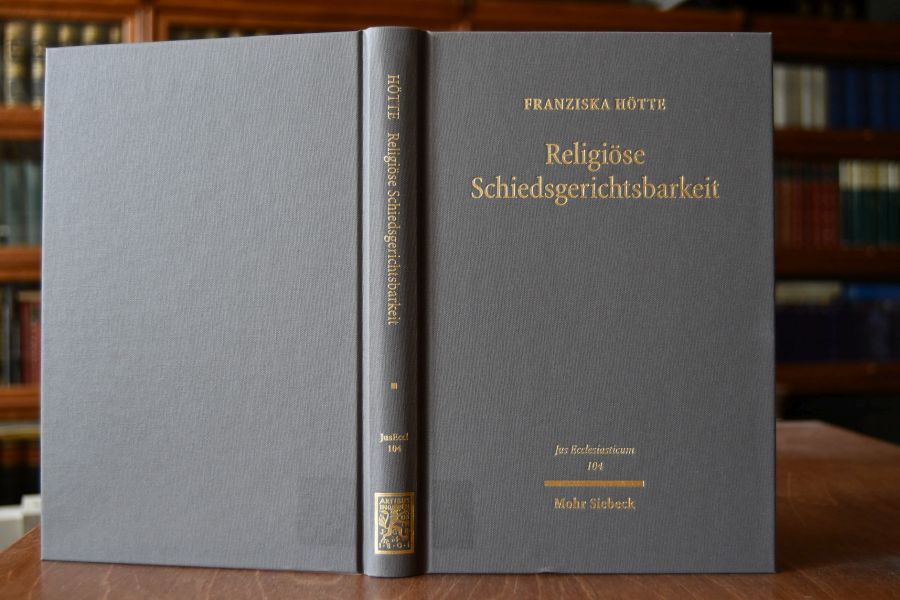 HÖTTE Religiöse Schiedsgerichtsbarkeit
JusEccl
104
FRANZISKA HÖTTE
Religiöse
Schiedsgerichtsbarkeit
Jus Ecclesiasticum
104
Mohr Siebeck